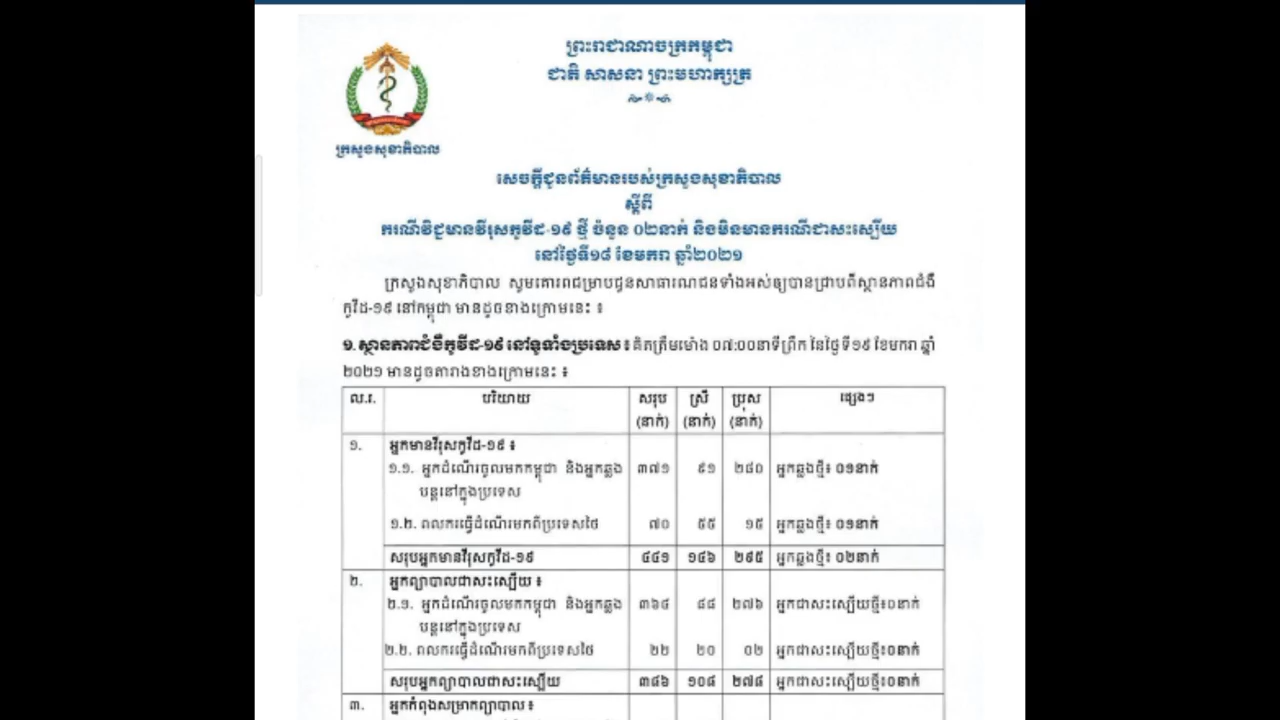 ព្រះរាជាណាចក្រកម្ពុជា
ជាតិ សាសនា ព្រះមហាក្សត្រ
ក្រសួងសុខាភិបាល
សេចក្តីជូនព័ត៌មានរបស់ក្រសួងសុខាភិបាល
ស្តីពី
ករណីវិជ្ជមានវីរុសកូវីដ-១៩ ថ្មី ចំនួន ០២នាក់ និងមិនមានករណីជាសះស្បើយ
នៅថ្ងៃទី១៨ ខែមករា ឆ្នាំ២០២១
ក្រសួងសុខាភិបាល សូមគោរពជម្រាបជូនសាធារណជនទាំងអស់ឲ្យបានជ្រាបពីស្ថានភាពជំងឺ
កូវីដ-១៩ នៅកម្ពុជា មានដូចខាងក្រោមនេះ ៖
១. ស្ថានភាពជំងឺកូវីដ-១៩ នៅទូទាំងប្រទេស ៖ គិតត្រឹមម៉ោង ០៧:០០នាទីព្រឹក នៃថ្ងៃទី១៩ ខែមករា ឆ្នាំ
២០២១ មានដូចតារាងខាងក្រោមនេះ ៖
ល.រ. បរិយាយ សរុប (នាក់) ស្រី (នាក់) ប្រុស (នាក់) ផ្សេងៗ
១. អ្នកមានវីរុសកូវីដ-១៩ ៖
១.១. អ្នកដំណើរចូលមកកម្ពុជា និងអ្នកឆ្លង ៣៧១ ៩១ ២៨០ អ្នកឆ្លងថ្មី៖ ០១នាក់
បន្តនៅក្នុងប្រទេស
១.២. ពលករធ្វើដំណើរមកពីប្រទេសថៃ ៧០ ៥៥ ១៥ អ្នកឆ្លងថ្មី៖ ០១នាក់
សរុបអ្នកមានវីរុសកូវីដ-១៩ ៤៤១ ១៤៦ ២៩៥ អ្នកឆ្លងថ្មី៖ ០២នាក់
២. អ្នកព្យាបាលជាសះស្បើយ ៖
២.១. អ្នកដំណើរចូលមកកម្ពុជា និងអ្នកឆ្លង ៣៦៤ ៨៨ ២៧៦ អ្នកជាសះស្បើយថ្មី៖០នាក់
បន្តនៅក្នុងប្រទេស
២.២. ពលករធ្វើដំណើរមកពីប្រទេសថៃ ២២ ២០ ០២ អ្នកជាសះស្បើយថ្មី៖០នាក់
សរុបអ្នកព្យាបាលជាសះស្បើយ ៣៨៦ ១០៨ ២៧៨ អ្នកជាសះស្បើយថ្មី៖០នាក់
៣. អ្នកកំពុងសម្រាកព្យាបាល ៖